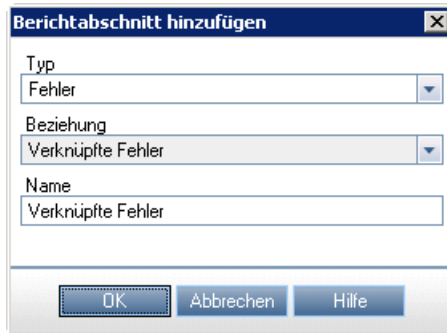 Berichtabschnitt hinzufügen
Typ
Fehler
Beziehung
Verknüpfte Fehler
Name
Verknüpfte Fehler
OK Abbrechen Hilfe